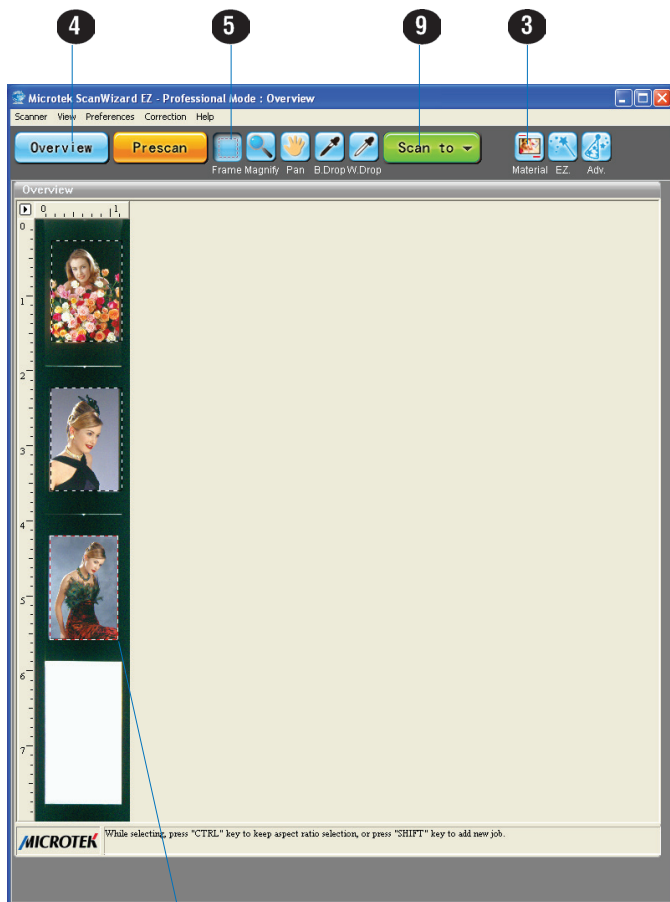 4 5 9 3
Microtek ScanWizard EZ - Professional Mode : Overview
Scanner View Preferences Correction Help
Overview Prescan Scan to
Frame Magnify Pan B.Drop W.Drop Material EZ. Adv.
Overview
0 1
0
1
2
3
4
5
6
7
MICROTEK While selecting, press "CTRL" key to keep aspect ratio selection, or press "SHIFT" key to add new job.